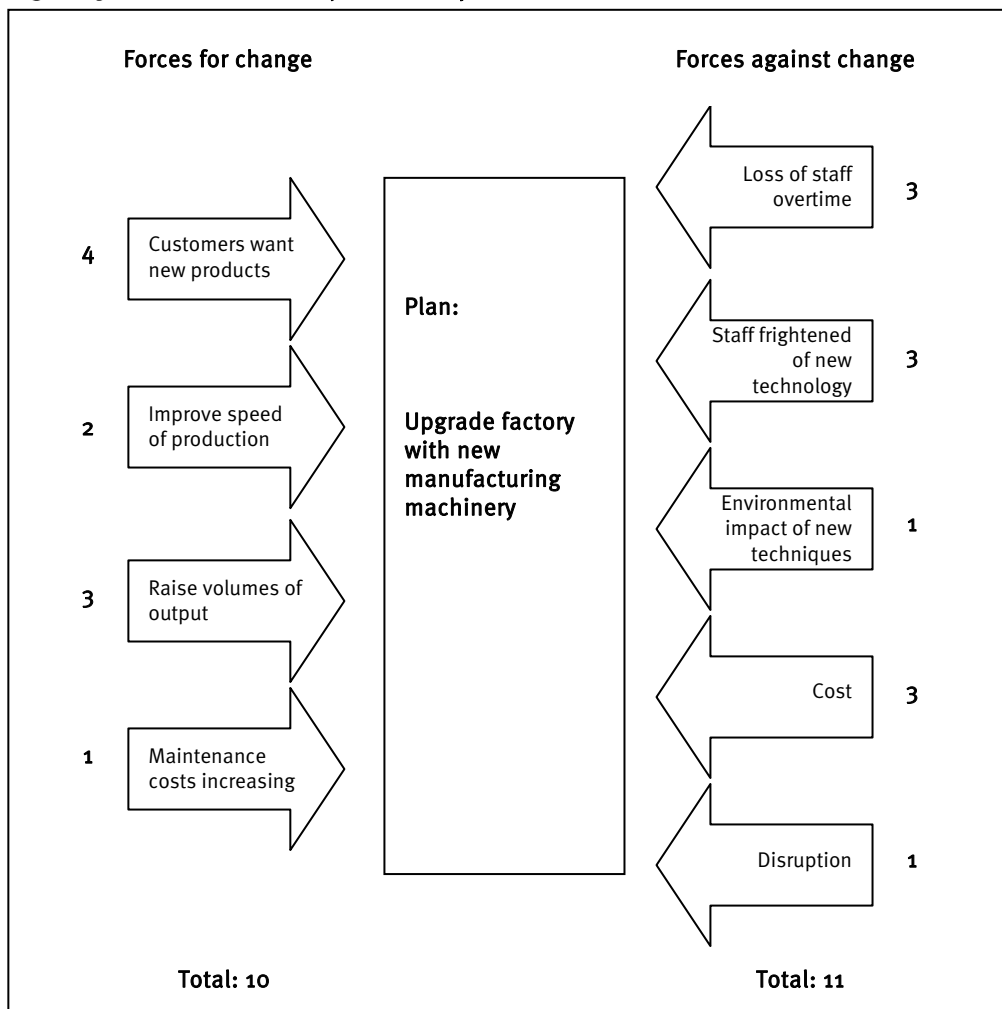 Forces for change
4
Customers want
new products
2
Improve speed
of production
3
Raise volumes of
output
1
Maintenance
costs increasing
Total: 10
Plan:
Upgrade factory
with new
manufacturing
machinery
Forces against change
Loss of staff
overtime
3
Staff frightened
of new
technology
3
Environmental
impact of new
techniques
1
Cost
3
Disruption
1
Total: 11